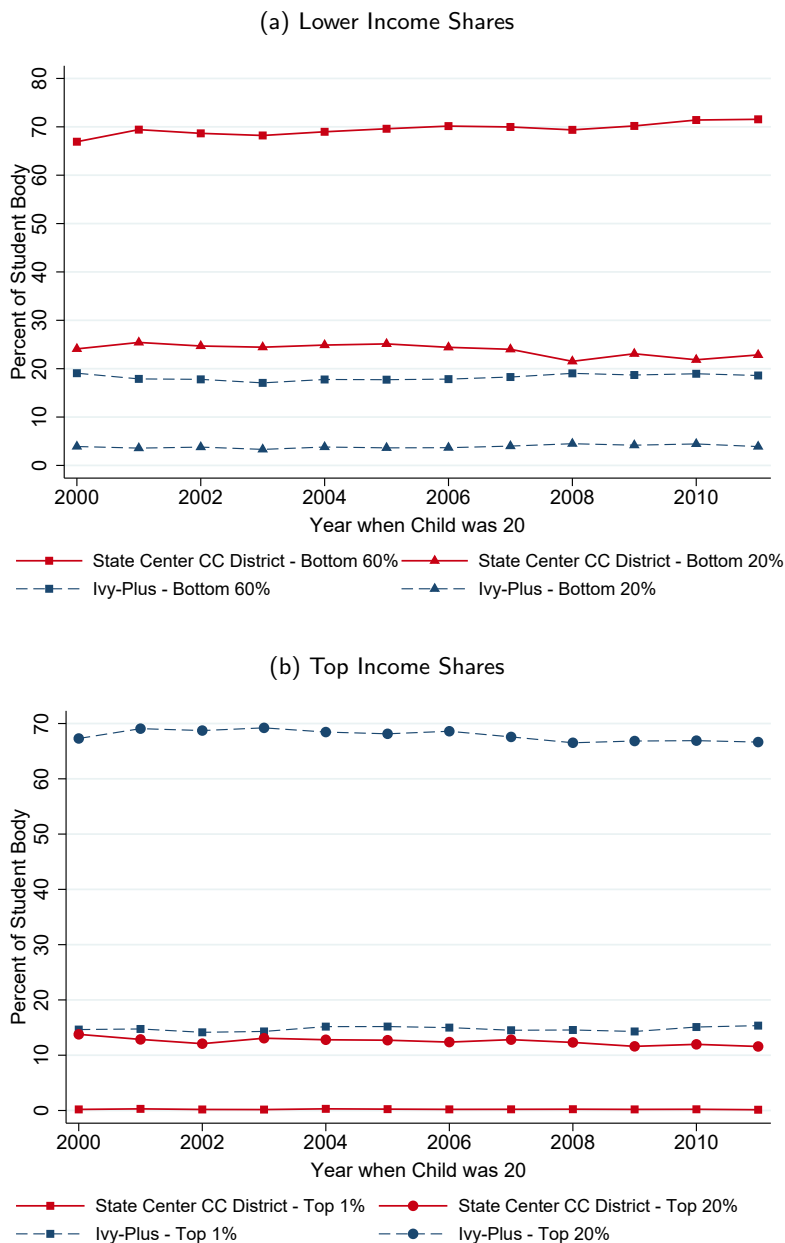 (a) Lower Income Shares
Percent of Student Body
80
70
60
50
40
30
20
10
0
2000 2002 2004 2006 2008 2010
Year when Child was 20
State Center CC District - Bottom 60% State Center CC District - Bottom 20%
Ivy-Plus - Bottom 60% Ivy-Plus - Bottom 20%
(b) Top Income Shares
Percent of Student Body
70
60
50
40
30
20
10
0
2000 2002 2004 2006 2008 2010
Year when Child was 20
State Center CC District - Top 1% State Center CC District - Top 20%
Ivy-Plus - Top 1% Ivy-Plus - Top 20%